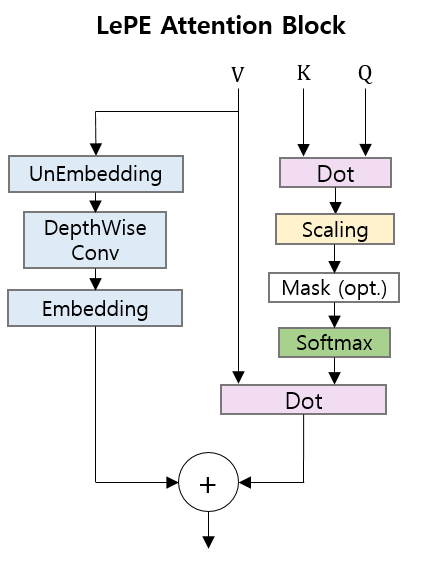 LePE Attention Block
V K Q
UnEmbedding
DepthWise
Conv
Embedding
Dot
Scaling
Mask (opt.)
Softmax
Dot
+